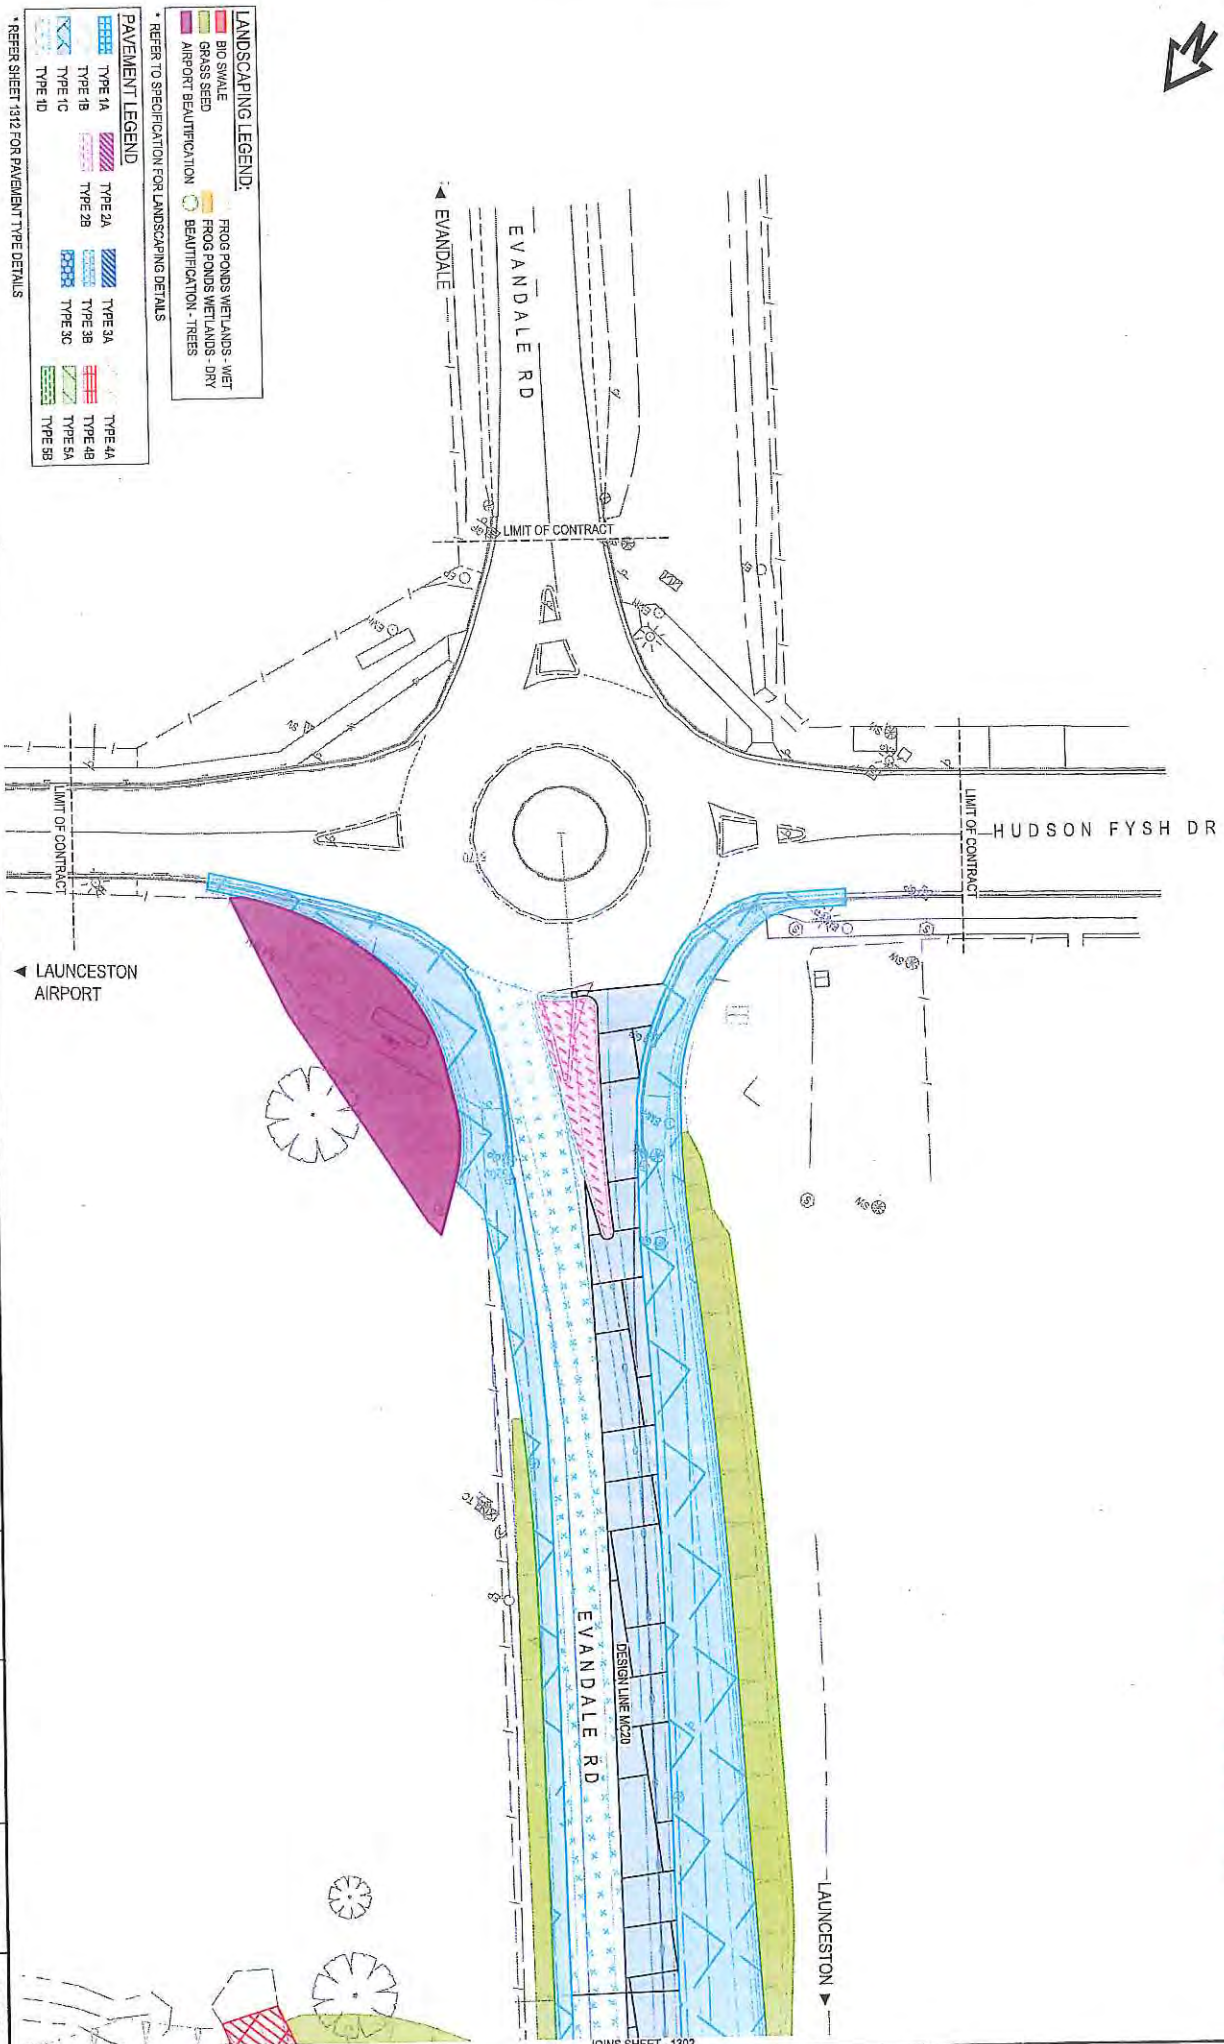 N
LANDSCAPING LEGEND:
BIO SWALE
GRASS SEED
AIRPORT BEAUTIFICATION
FROG PONDS WETLANDS - WET
FROG PONDS WETLANDS - DRY
BEAUTIFICATION - TREES
* REFER TO SPECIFICATION FOR LANDSCAPING DETAILS
PAVEMENT LEGEND
TYPE 1A
TYPE 1B
TYPE 1C
TYPE 1D
TYPE 2A
TYPE 2B
TYPE 3A
TYPE 3B
TYPE 3C
TYPE 4A
TYPE 4B
TYPE 5A
TYPE 5B
* REFER SHEET 1312 FOR PAVEMENT TYPE DETAILS
EVANDALE
EVANDALE RD
LIMIT OF CONTRACT
LIMIT OF CONTRACT
LIMIT OF CONTRACT
HUDSON FYSH DR
LAUNCESTON
AIRPORT
EVANDALE RD
DESIGN LINE MC20
LAUNCESTON
JOINS SHEET - 1302